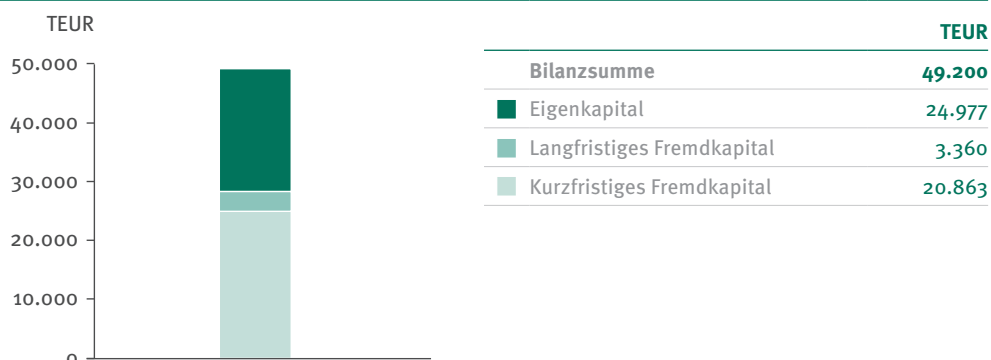 TEUR
50.000
40.000
30.000
20.000
10.000
0
TEUR
Bilanzsumme 49.200
Eigenkapital 24.977
Langfristiges Fremdkapital 3.360
Kurzfristiges Fremdkapital 20.863